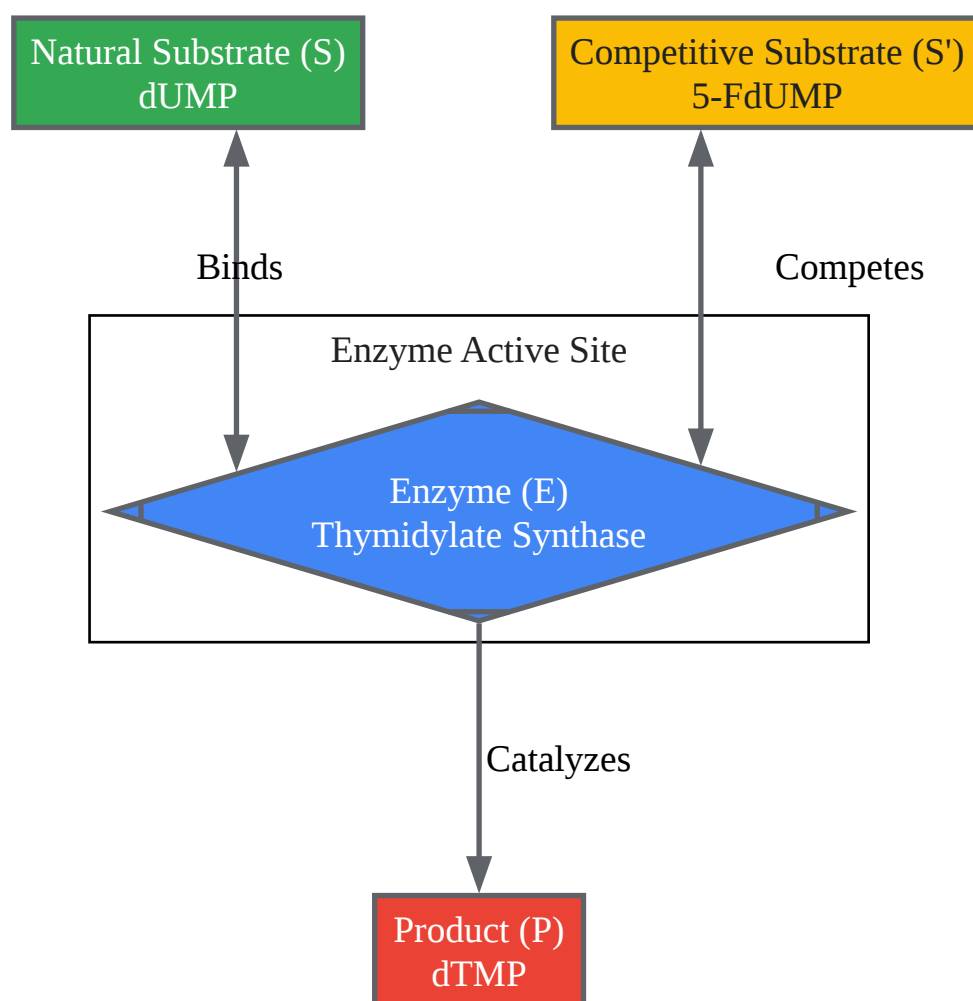 Natural Substrate (S)
dUMP
Competitive Substrate (S')
5-FdUMP
Binds
Competes
Enzyme Active Site
Enzyme (E)
Thymidylate Synthase
Catalyzes
Product (P)
dTMP